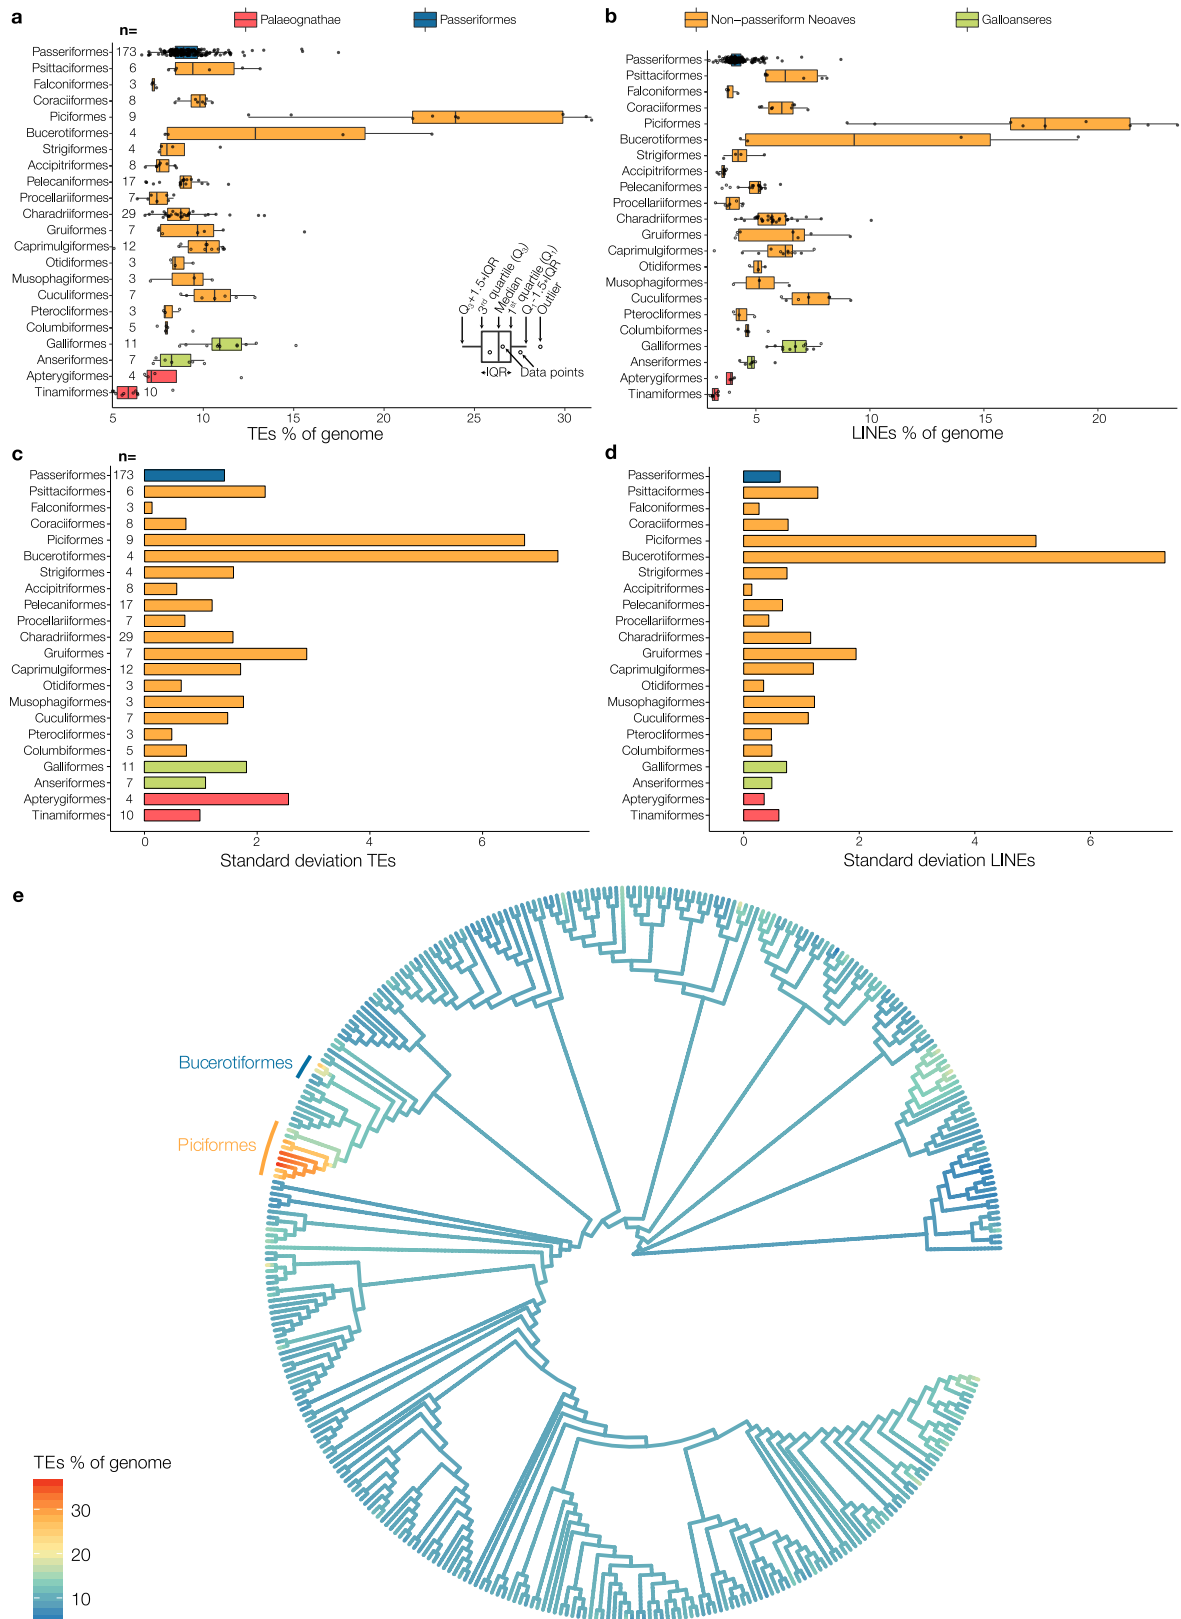 a
n=
Palaeognathae
Passeriformes
b
Non-passeriform Neoaves
Galloanseres
Passeriformes 173
Psittaciformes 6
Falconiformes 3
Coraciiformes 8
Piciformes 9
Bucerotiformes 4
Strigiformes 4
Accipitriformes 8
Pelecaniformes 17
Procellariiformes 7
Charadriiformes 29
Gruiformes 7
Caprimulgiformes 12
Otidiformes 3
Musophagiformes 3
Cuculiformes 7
Pterocliformes 3
Columbiformes 5
Galliformes 11
Anseriformes 7
Apterygiformes 4
Tinamiformes 10
Q3+1.5*IQR
3rd quartile (Q3)
Median
1st quartile (Q1)
Q1-1.5*IQR
Outlier
IQR
Data points
5 10 15 20 25 30
TEs % of genome
Passeriformes
Psittaciformes
Falconiformes
Coraciiformes
Piciformes
Bucerotiformes
Strigiformes
Accipitriformes
Pelecaniformes
Procellariiformes
Charadriiformes
Gruiformes
Caprimulgiformes
Otidiformes
Musophagiformes
Cuculiformes
Pterocliformes
Columbiformes
Galliformes
Anseriformes
Apterygiformes
Tinamiformes
5 10 15 20
LINEs % of genome
c
n=
Passeriformes 173
Psittaciformes 6
Falconiformes 3
Coraciiformes 8
Piciformes 9
Bucerotiformes 4
Strigiformes 4
Accipitriformes 8
Pelecaniformes 17
Procellariiformes 7
Charadriiformes 29
Gruiformes 7
Caprimulgiformes 12
Otidiformes 3
Musophagiformes 3
Cuculiformes 7
Pterocliformes 3
Columbiformes 5
Galliformes 11
Anseriformes 7
Apterygiformes 4
Tinamiformes 10
0 2 4 6
Standard deviation TEs
d
Passeriformes
Psittaciformes
Falconiformes
Coraciiformes
Piciformes
Bucerotiformes
Strigiformes
Accipitriformes
Pelecaniformes
Procellariiformes
Charadriiformes
Gruiformes
Caprimulgiformes
Otidiformes
Musophagiformes
Cuculiformes
Pterocliformes
Columbiformes
Galliformes
Anseriformes
Apterygiformes
Tinamiformes
0 2 4 6
Standard deviation LINEs
e
Bucerotiformes
Piciformes
TEs % of genome
30
20
10